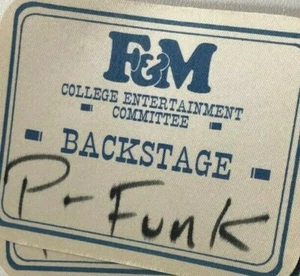 F&M
COLLEGE ENTERTAINMENT
COMMITTEE
BACKSTAGE
P-Funk